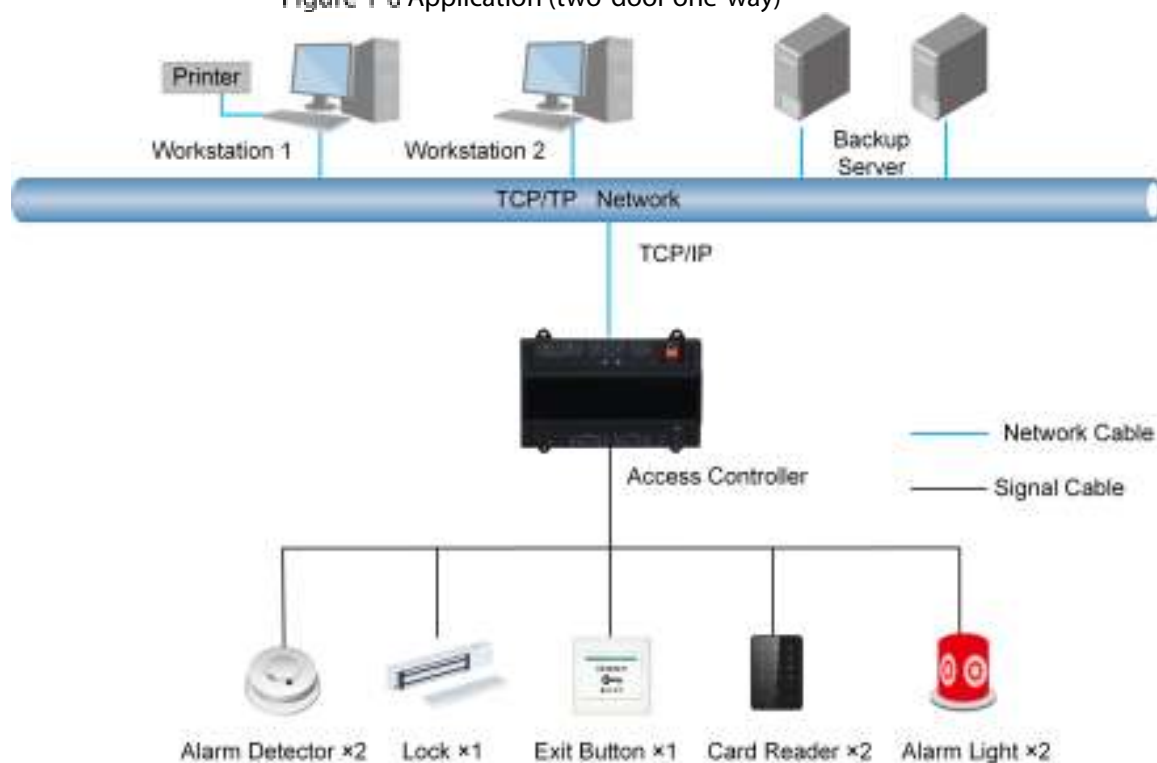 Application (two-door one-way)
Printer
Workstation 1
Workstation 2
Backup
Server
TCP/TP Network
TCP/IP
Access Controller
Network Cable
Signal Cable
Alarm Detector ×2
Lock ×1
Exit Button ×1
Card Reader ×2
Alarm Light ×2